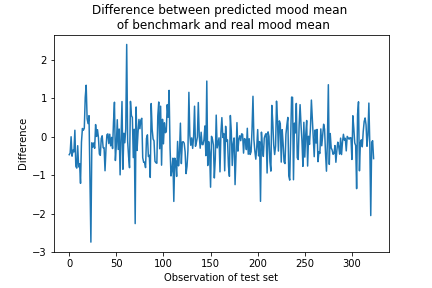 Difference between predicted mood mean
of benchmark and real mood mean
2
1
0
−1
−2
−3
Difference
0 50 100 150 200 250 300
Observation of test set